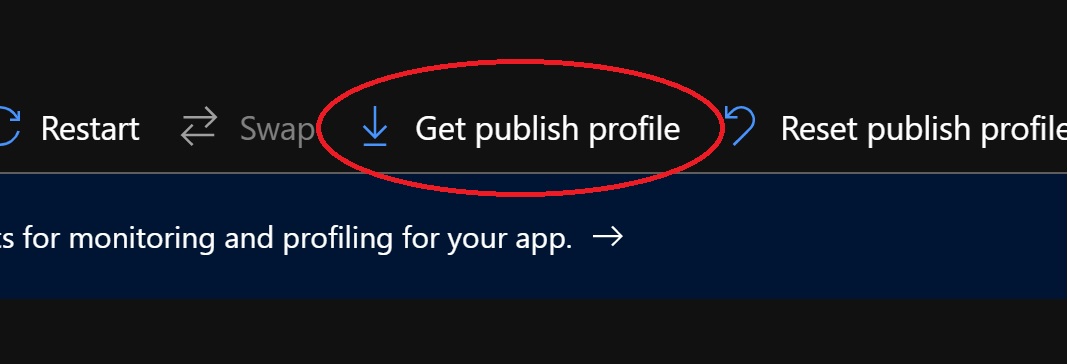 Restart Swap Get publish profile Reset publish profile
ts for monitoring and profiling for your app. →